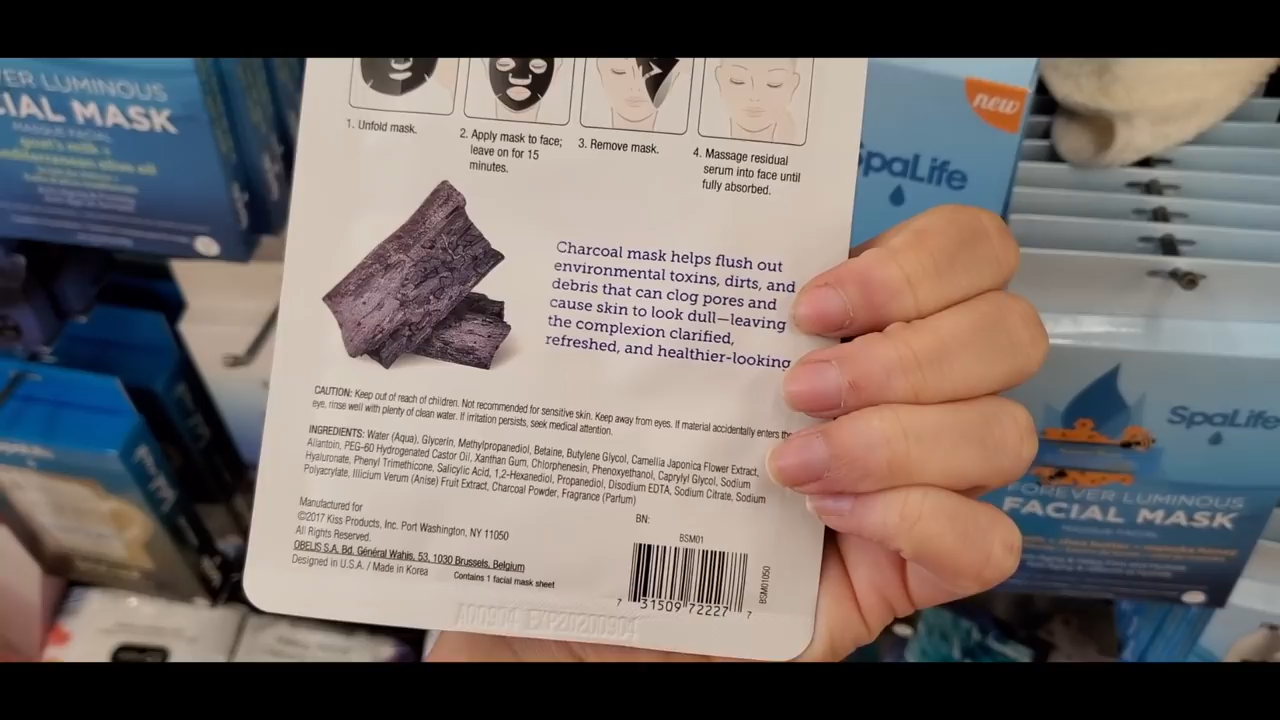 ER LUMINOUS
IAL MASK
MASQUE FACIAL
goat's milk +
1. Unfold mask.
2. Apply mask to face;
leave on for 15
minutes.
3. Remove mask.
4. Massage residual
serum into face until
fully absorbed.
new
SpaLife
Charcoal mask helps flush out
environmental toxins, dirts, and
debris that can clog pores and
cause skin to look dull—leaving
the complexion clarified,
refreshed, and healthier-looking
CAUTION: Keep out of reach of children. Not recommended for sensitive skin. Keep away from eyes. If material accidentally enters the
eye, rinse well with plenty of clean water. If irritation persists, seek medical attention.
INGREDIENTS: Water (Aqua), Glycerin, Methylpropanediol, Betaine, Butylene Glycol, Camellia Japonica Flower Extract,
Allantoin, PEG-60 Hydrogenated Castor Oil, Xanthan Gum, Chlorphenesin, Phenoxyethanol, Caprylyl Glycol, Sodium
Hyaluronate, Phenyl Trimethicone, Salicylic Acid, 1,2-Hexanediol, Propanediol, Disodium EDTA, Sodium Citrate, Sodium
Polyacrylate, Illicium Verum (Anise) Fruit Extract, Charcoal Powder, Fragrance (Parfum)
Manufactured for
©2017 Kiss Products, Inc. Port Washington, NY 11050
All Rights Reserved.
OBELIS S.A. Bd. Général Wahis, 53, 1030 Brussels, Belgium
Designed in U.S.A. / Made in Korea
Contains 1 facial mask sheet
BN:
BSM01
7 31509 72227 7
BSM01050
A00904 EXP20200904
SpaLife
FOREVER LUMINOUS
FACIAL MASK